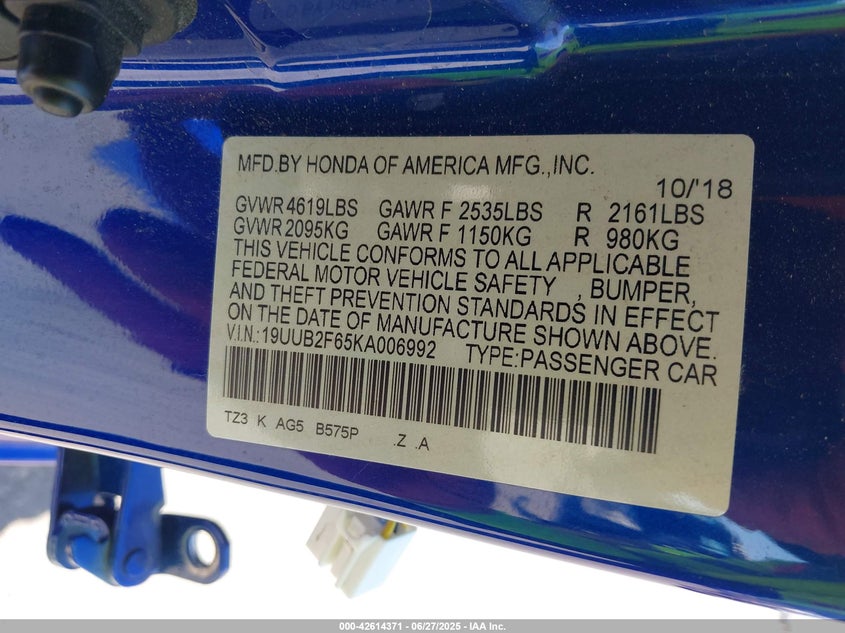 MFD.BY HONDA OF AMERICA MFG.,INC.
10/'18
GVWR 4619LBS GAWR F 2535LBS R 2161LBS
GVWR 2095KG GAWR F 1150KG R 980KG
THIS VEHICLE CONFORMS TO ALL APPLICABLE
FEDERAL MOTOR VEHICLE SAFETY , BUMPER,
AND THEFT PREVENTION STANDARDS IN EFFECT
ON THE DATE OF MANUFACTURE SHOWN ABOVE.
V.I.N.:19UUB2F65KA006992 TYPE:PASSENGER CAR
TZ3 K AG5 B575P .Z .A
000-42614371 | 06/27/2025 - IAA Inc.